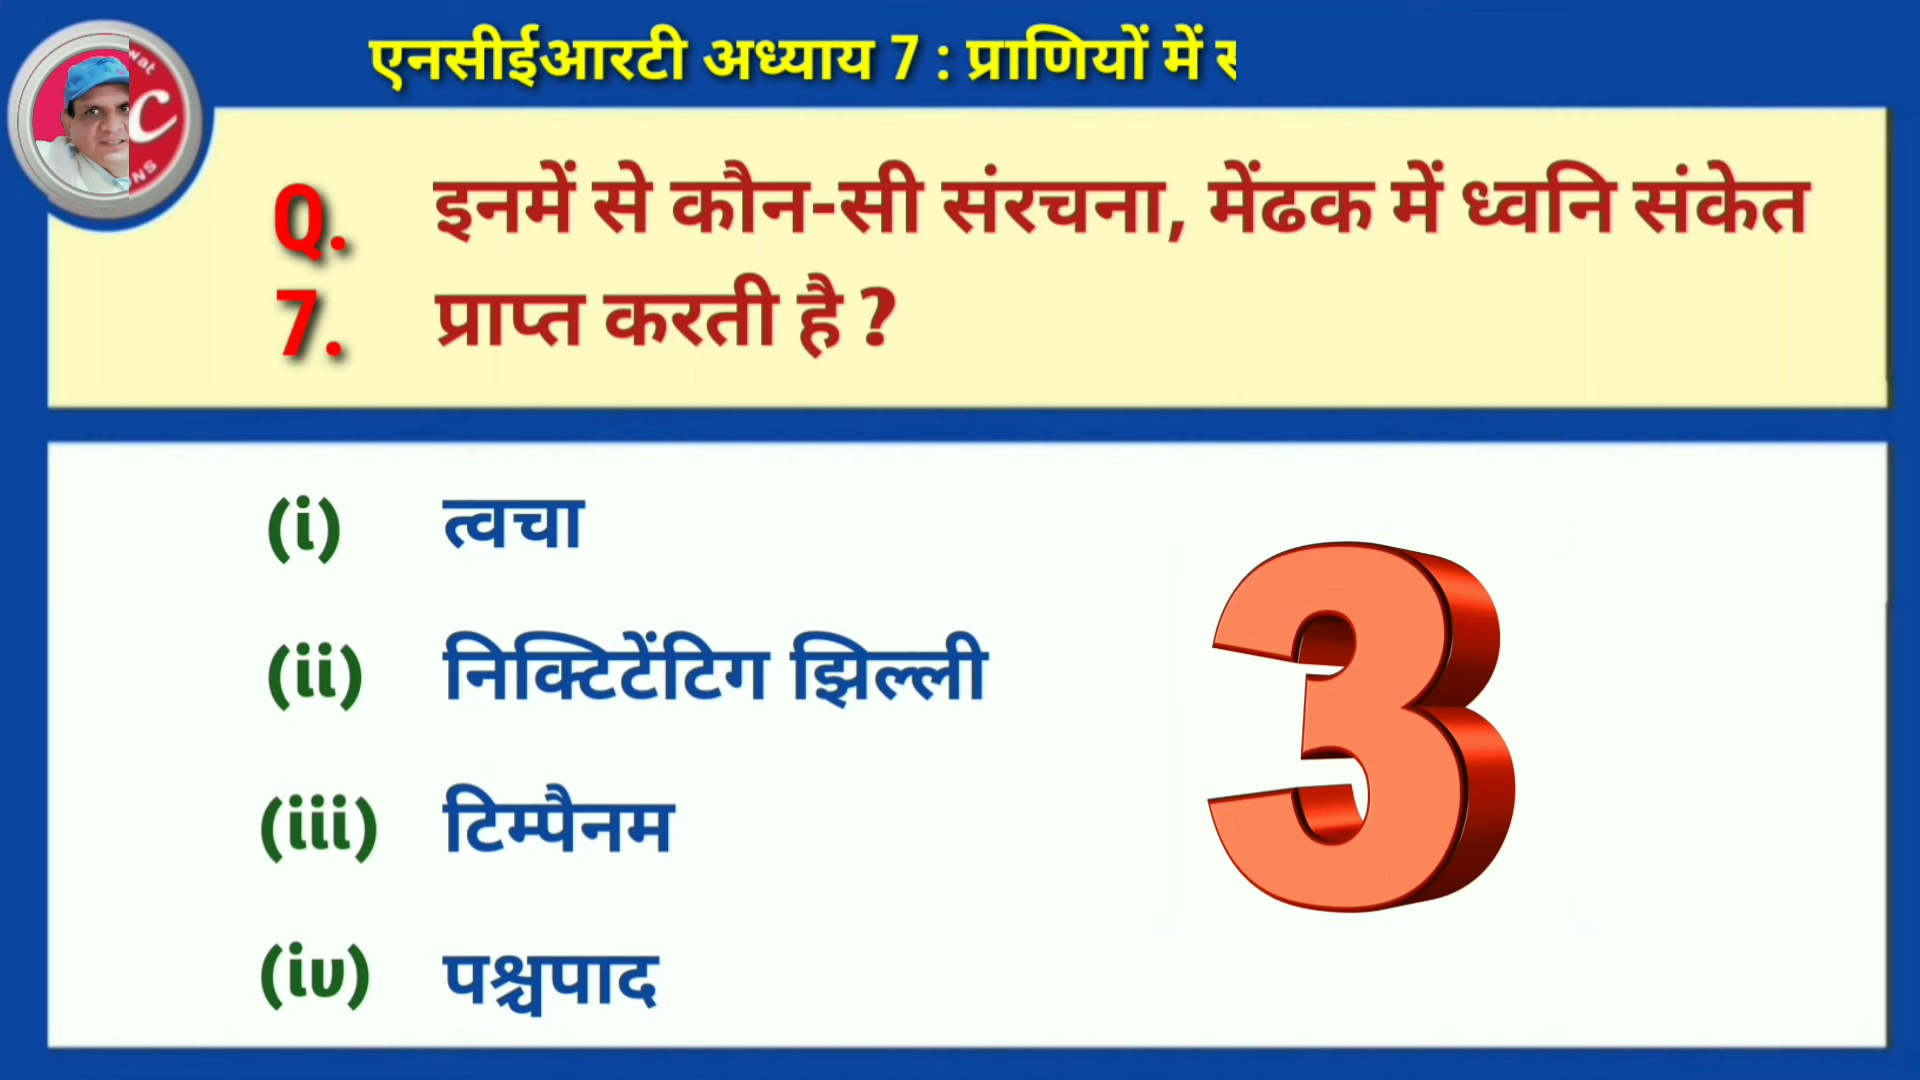 एनसीईआरटी अध्याय 7 : प्राणियों में
Q. 7. इनमें से कौन-सी संरचना, मेंढक में ध्वनि संकेत
प्राप्त करती है ?
(i) त्वचा
(ii) निक्टिटेंटिग झिल्ली
3
(iii) टिम्पैनम
(iv) पश्चपाद